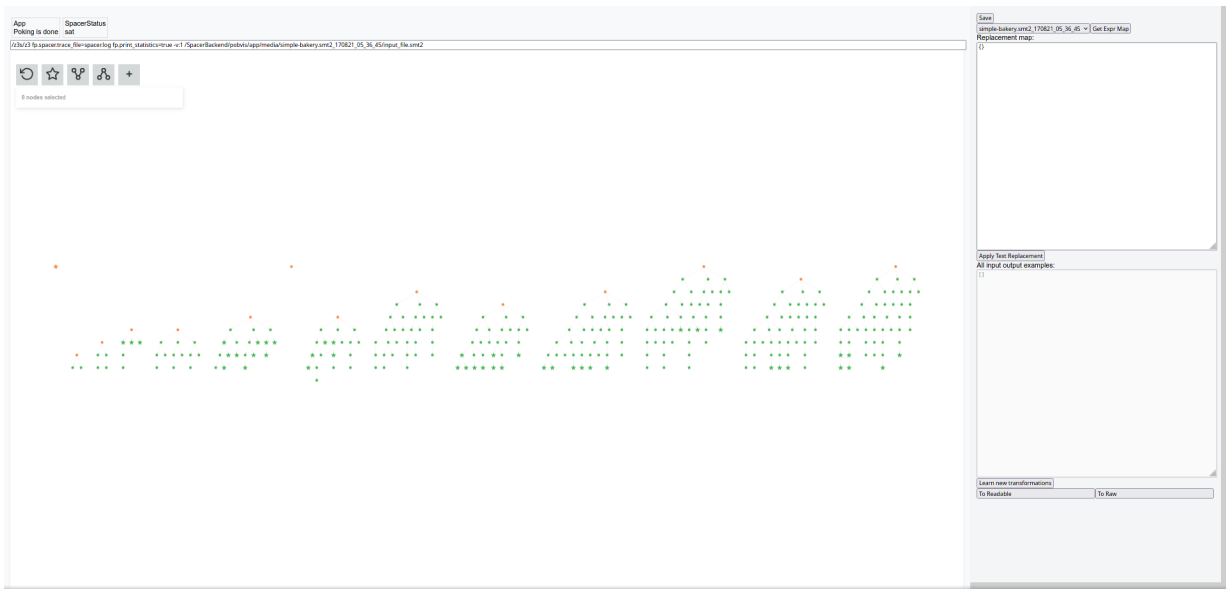 App SpacerStatus
Poking is done sat
/z3s/z3 fp.spacer.trace_file=spacer.log fp.print_statistics=true -v:1 /SpacerBackend/pobvis/app/media/simple-bakery.smt2_170821_05_36_45/input_file.smt2
+
0 nodes selected
Save
simple-bakery.smt2_170821_05_36_45 Get Expr Map
Replacement map:
{}
Apply Text Replacement
All input output examples:
[]
Learn new transformations
To Readable To Raw